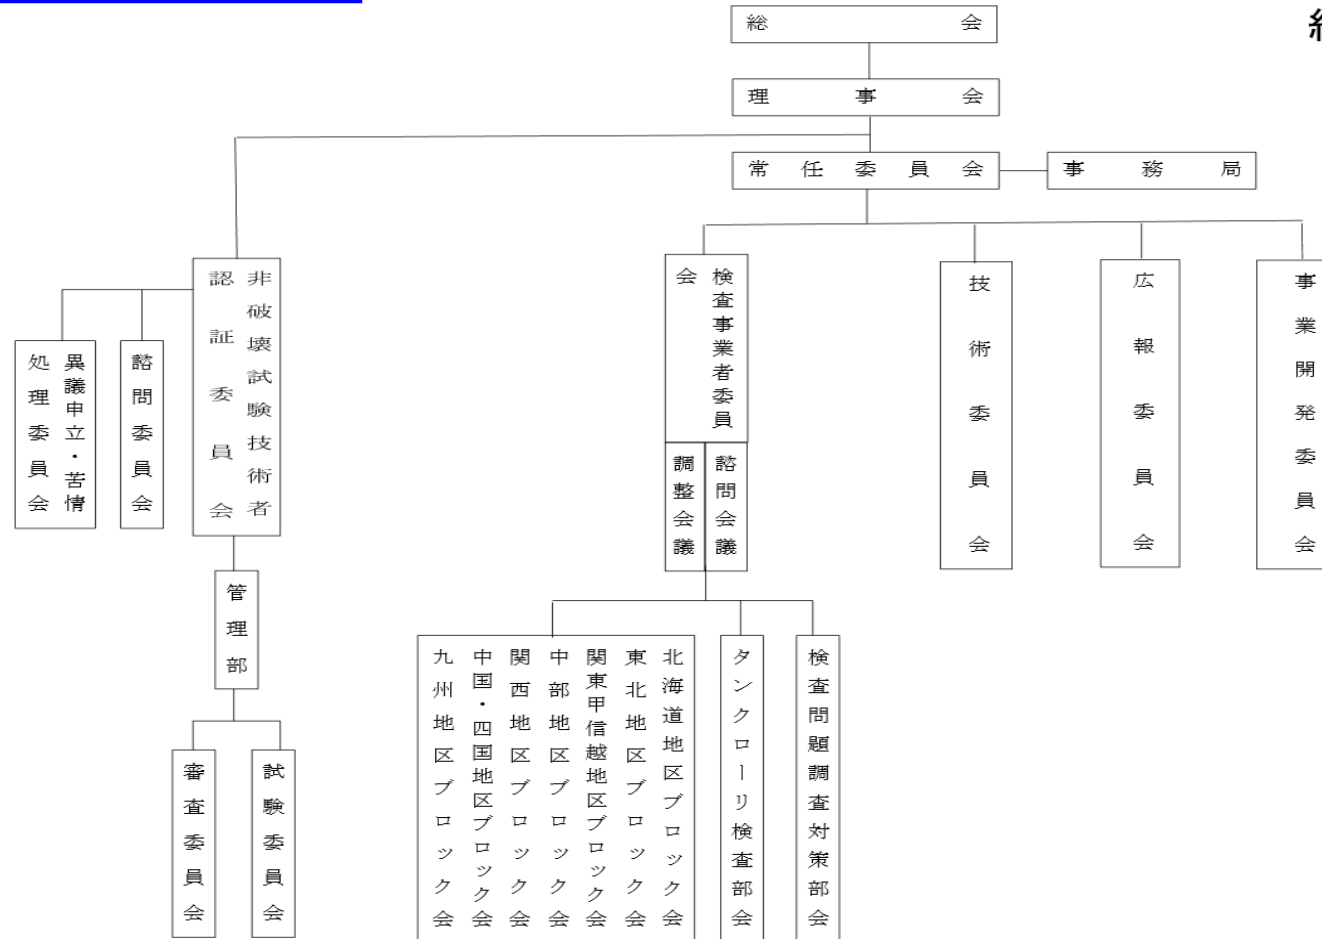 総会
理事会
常任委員会
事務局
非破壊試験技術者
認証委員会
諮問委員会
異議申立・苦情
処理委員会
管理部
試験委員会
審査委員会
検査事業者委員
会
諮問会議
調整会議
技術委員会
広報委員会
事業開発委員会
検査問題調査対策部会
タンクローリ検査部会
北海道地区ブロック会
東北地区ブロック会
関東甲信越地区ブロック会
中部地区ブロック会
関西地区ブロック会
中国・四国地区ブロック会
九州地区ブロック会